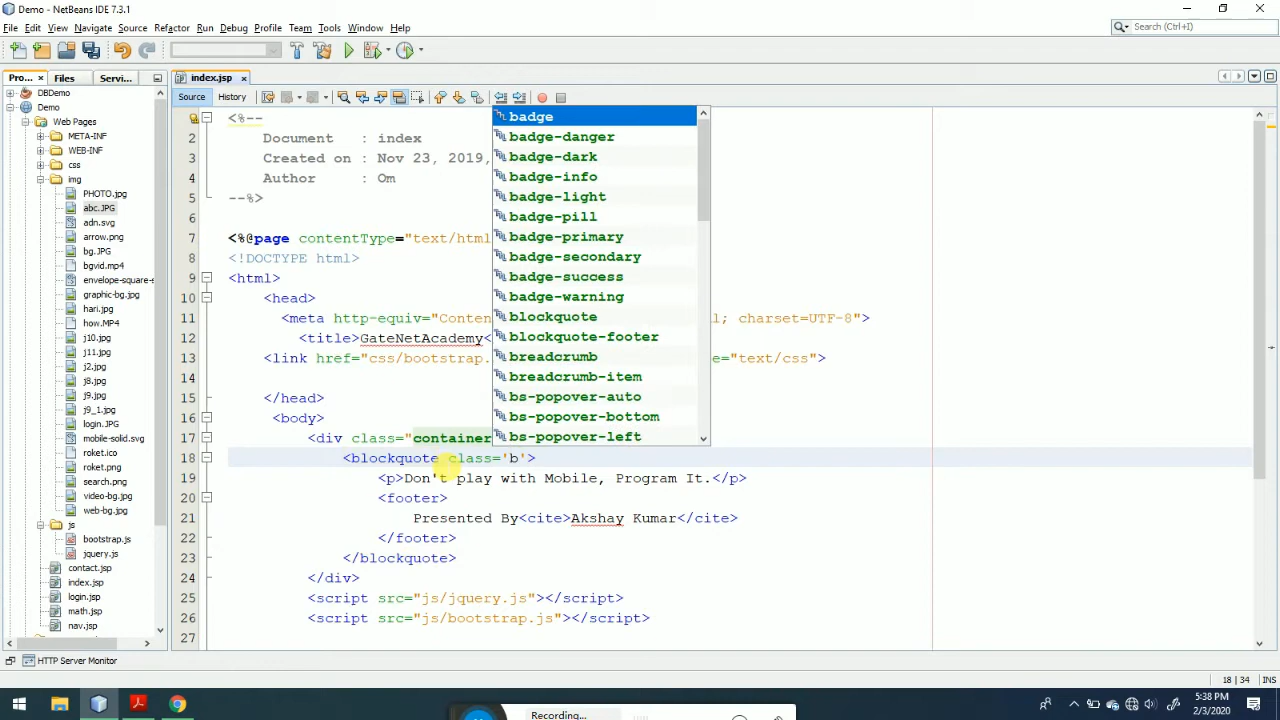 Demo - NetBeans IDE 7.3.1
File Edit View Navigate Source Refactor Run Debug Profile Team Tools Window Help
Search (Ctrl+I)
Pro... Files Servi...
index.jsp
Source History
DBDemo
Demo
Web Pages
META-INF
WEB-INF
css
img
PHOTO.jpg
abc.JPG
adn.svg
arrow.png
bg.JPG
bgvid.mp4
envelope-square-s
graphic-bg.jpg
hari.jpg
how.MP4
j10.jpg
j11.jpg
j2.jpg
j8.jpg
j9.jpg
j9_1.jpg
login.JPG
mobile-solid.svg
roket.ico
roket.png
search.png
video-bg.jpg
web-bg.jpg
js
bootstrap.js
jquery.js
contact.jsp
index.jsp
login.jsp
math.jsp
nav.jsp
HTTP Server Monitor
<%--
2 Document : index
3 Created on : Nov 23, 2019,
4 Author : Om
5 --%>
6
7 <%@page contentType="text/html
8 <!DOCTYPE html>
9 <html>
10 <head>
11 <meta http-equiv="Conten l; charset=UTF-8">
12 <title>GateNetAcademy<
13 <link href="css/bootstrap. e="text/css">
14
15 </head>
16 <body>
17 <div class="container
18 <blockquote class='b'>
19 <p>Don't play with Mobile, Program It.</p>
20 <footer>
21 Presented By<cite>Akshay Kumar</cite>
22 </footer>
23 </blockquote>
24 </div>
25 <script src="js/jquery.js"></script>
26 <script src="js/bootstrap.js"></script>
27
badge
badge-danger
badge-dark
badge-info
badge-light
badge-pill
badge-primary
badge-secondary
badge-success
badge-warning
blockquote
blockquote-footer
breadcrumb
breadcrumb-item
bs-popover-auto
bs-popover-bottom
bs-popover-left
18 | 34 INS
Recording...
5:38 PM
2/3/2020